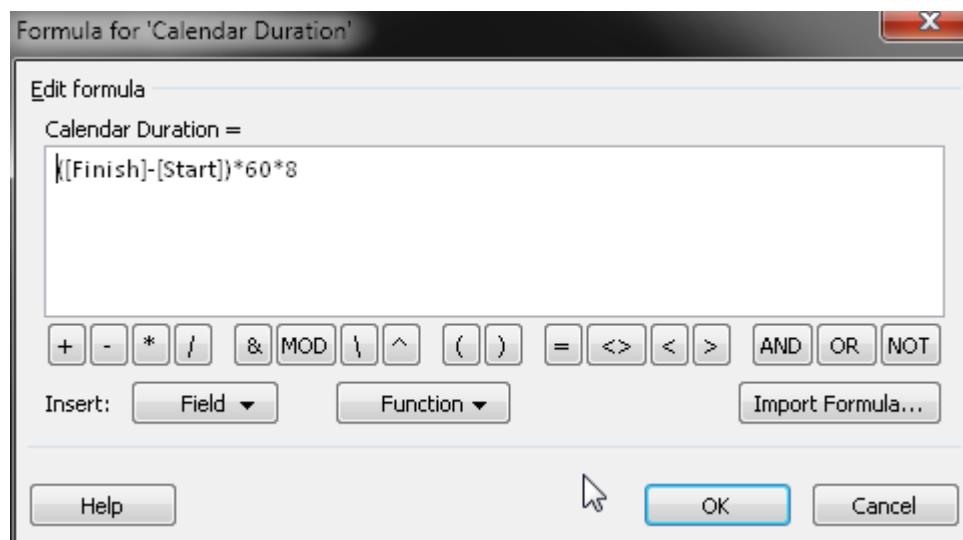 Formula for 'Calendar Duration'
x
Edit formula
Calendar Duration =
([Finish]-[Start])*60*8
+ - * / & MOD \ ^ ( ) = <> < > AND OR NOT
Insert: Field Function Import Formula...
Help OK Cancel